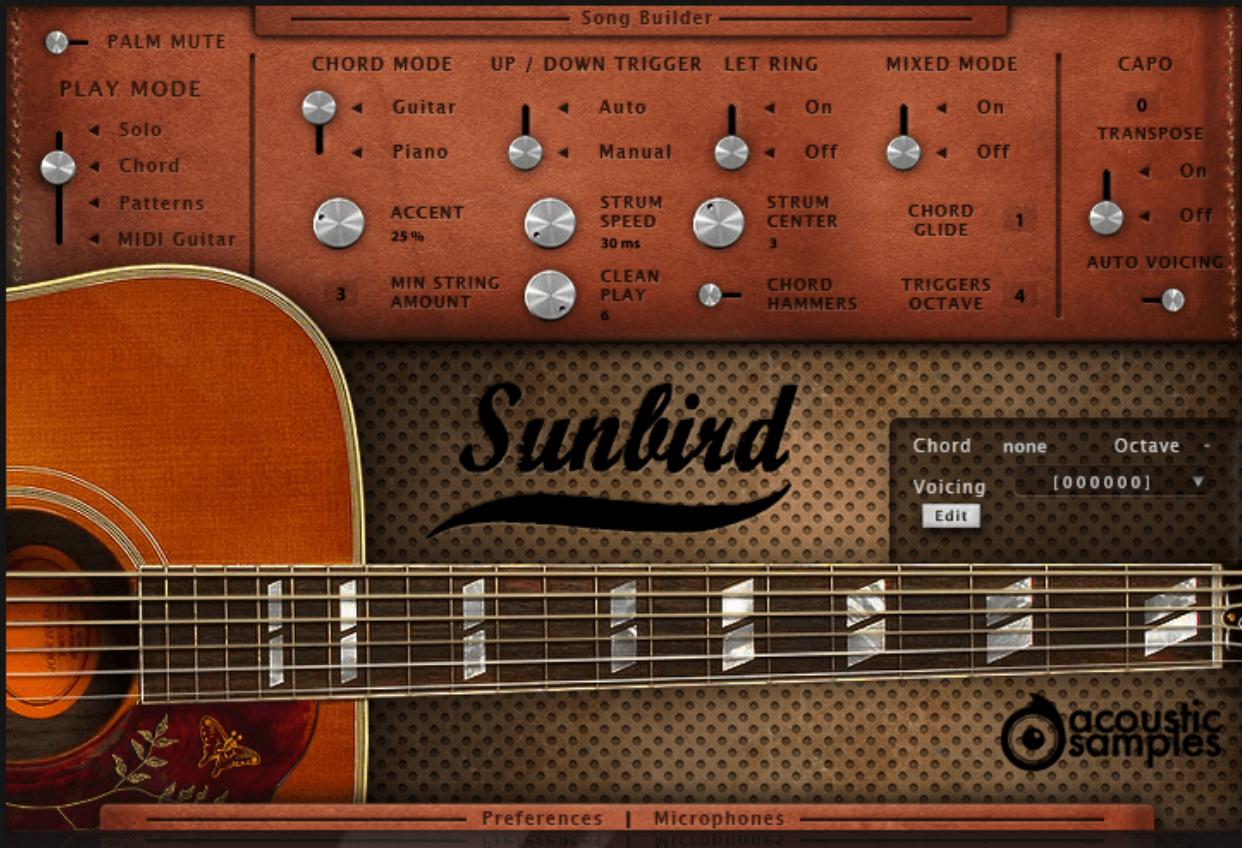 Song Builder
PALM MUTE
PLAY MODE
Solo
Chord
Patterns
MIDI Guitar
CHORD MODE
Guitar
Piano
UP / DOWN TRIGGER
Auto
Manual
LET RING
On
Off
MIXED MODE
On
Off
ACCENT
25 %
STRUM
SPEED
30 ms
STRUM
CENTER
3
CHORD
GLIDE
1
3
MIN STRING
AMOUNT
CLEAN
PLAY
6
CHORD
HAMMERS
TRIGGERS
OCTAVE
4
CAPO
0
TRANSPOSE
On
Off
AUTO VOICING
Sunbird
Chord none Octave -
Voicing [000000]
Edit
acoustic
samples
Preferences | Microphones